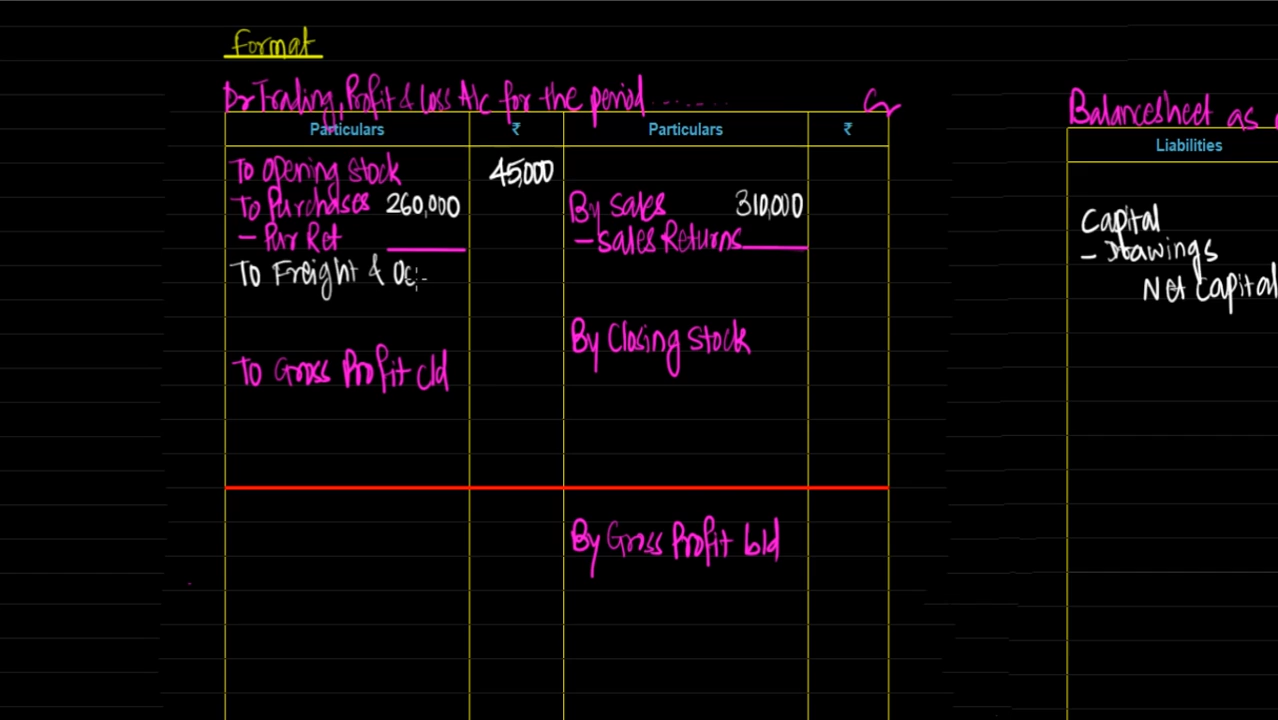 Format
Dr Trading, Profit & Loss A/c for the period ........ Cr
Particulars ₹ Particulars ₹
To Opening Stock 45,000
To Purchases 260,000 By Sales 310,000
- Pur Ret - Sales Returns
To Freight &
By Closing Stock
To Gross Profit c/d
By Gross Profit b/d
Balancesheet as
Liabilities
Capital
- Drawings
Net Capital